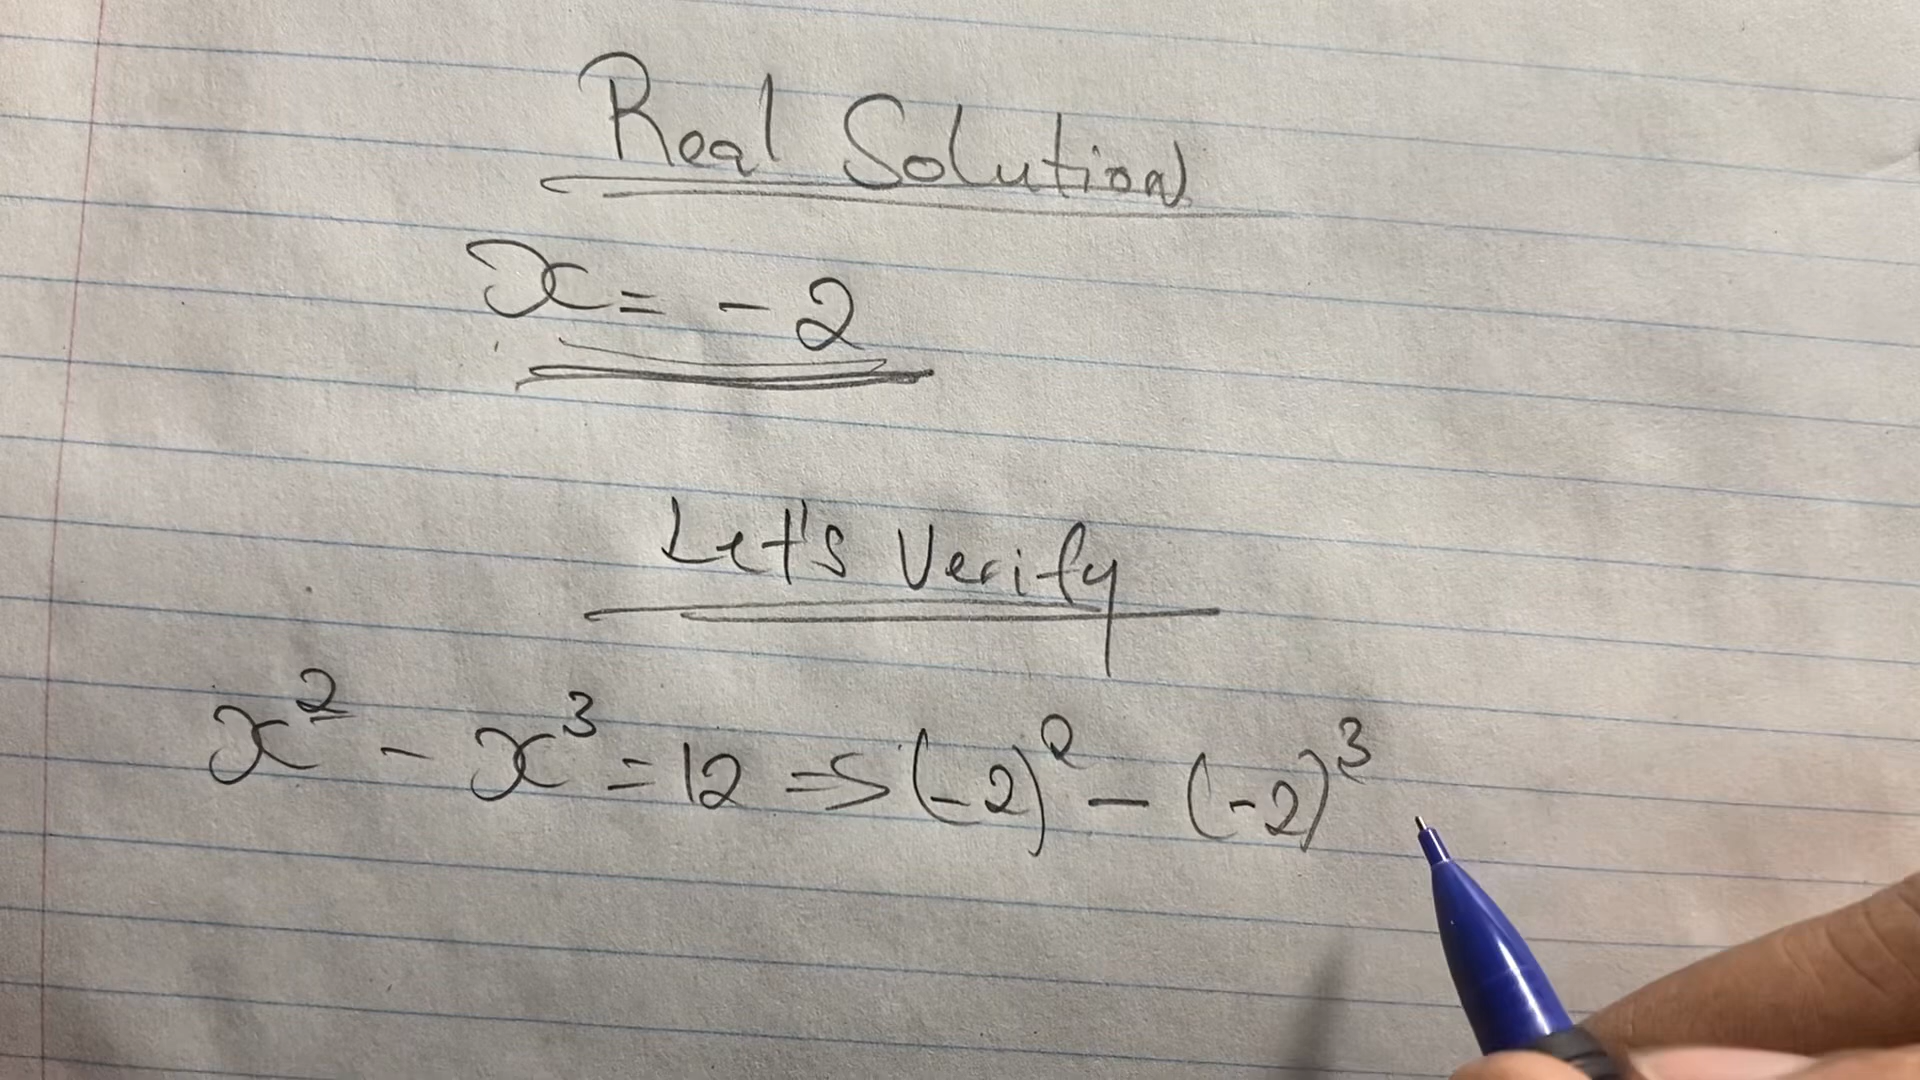 Real Solution
x = - 2
Let's Verify
x² - x³ = 12 => (-2)² - (-2)³